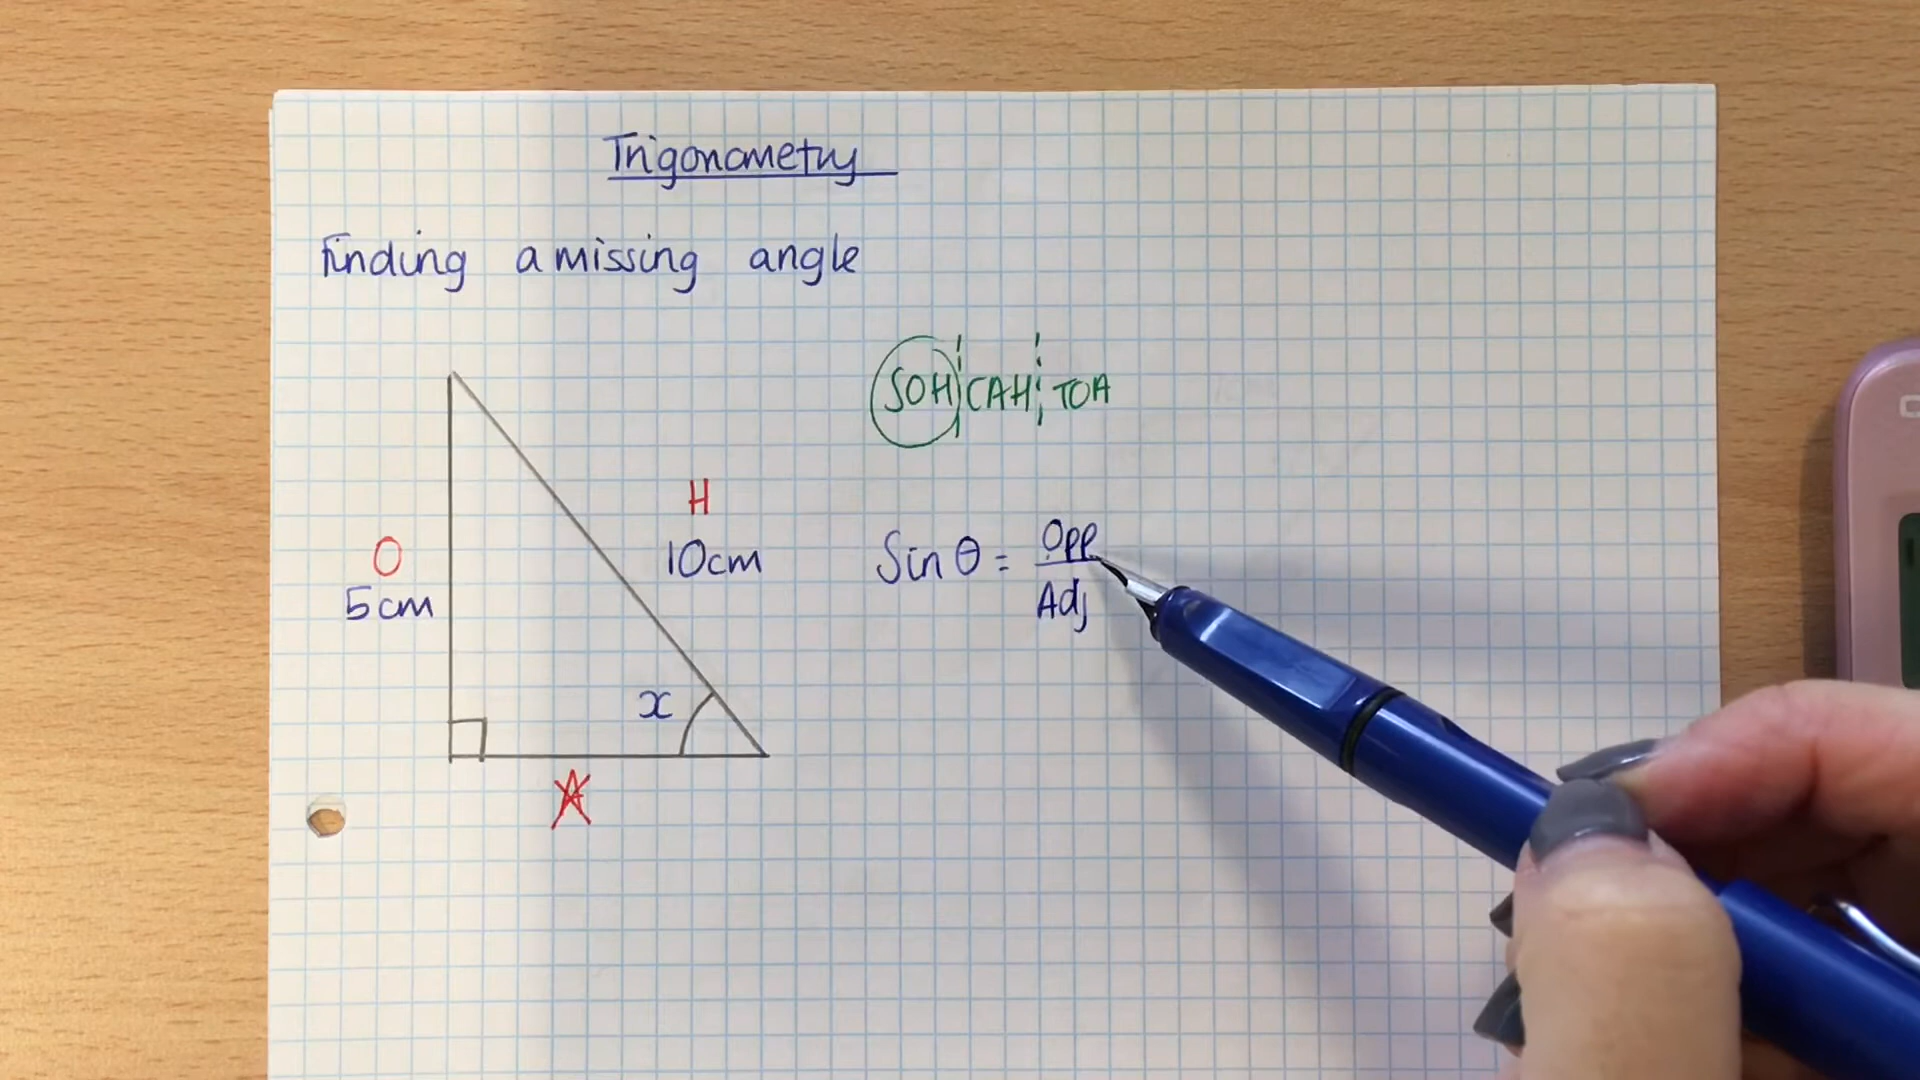 Trigonometry
Finding a missing angle
SOH CAH TOA
H
10cm
O
5cm
Sin θ = Opp
Adj
x
A